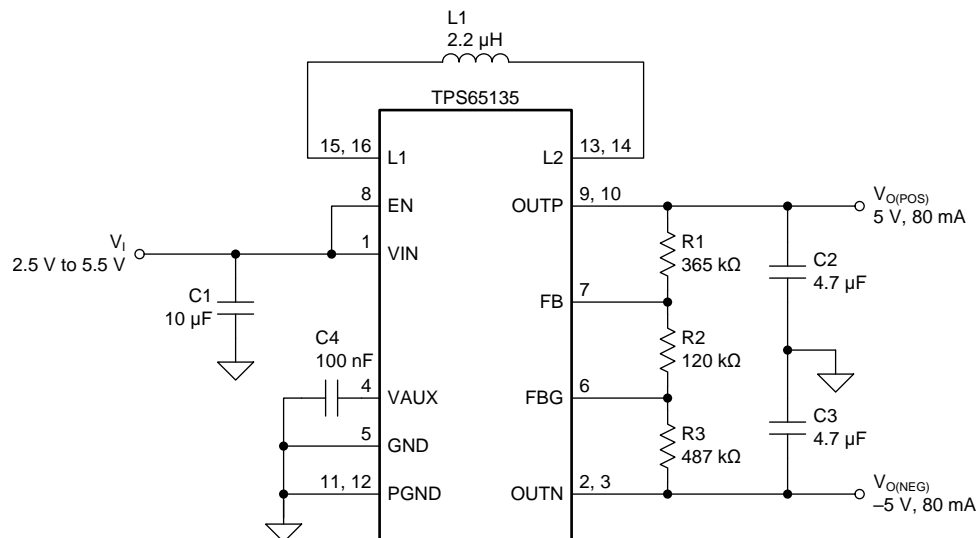 L1
2.2 µH
TPS65135
15, 16
L1
L2
13, 14
8
EN
OUTP
9, 10
VO(POS)
5 V, 80 mA
VI
2.5 V to 5.5 V
1
VIN
R1
365 kΩ
C2
4.7 µF
C1
10 µF
FB
7
C4
100 nF
R2
120 kΩ
4
VAUX
FBG
6
5
GND
R3
487 kΩ
C3
4.7 µF
11, 12
PGND
OUTN
2, 3
VO(NEG)
–5 V, 80 mA